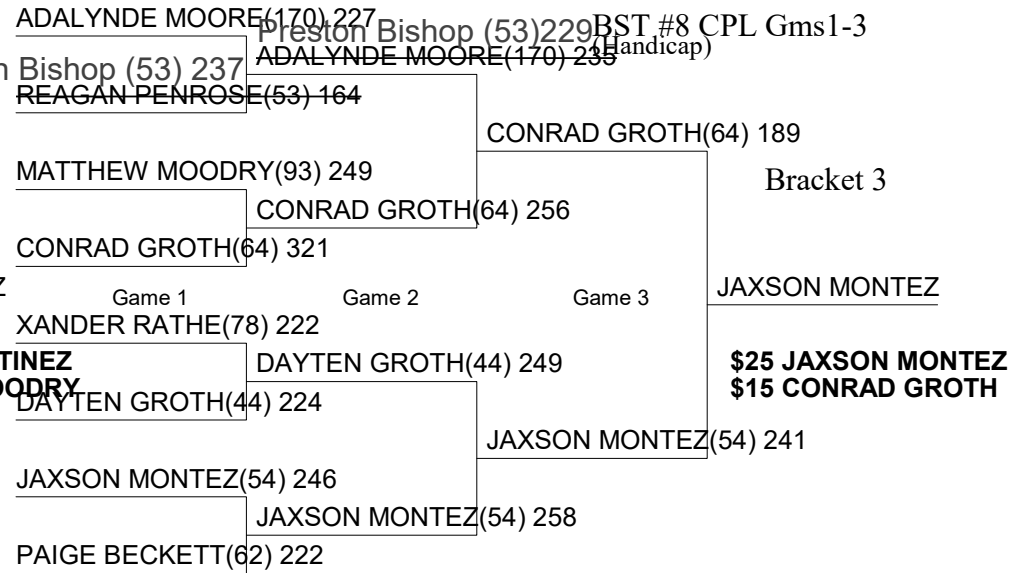 ADALYNDE MOORE(170) 227
Preston Bishop (53)229
BST #8 CPL Gms1-3
(Handicap)
ADALYNDE MOORE(170) 235
n Bishop (53) 237
REAGAN PENROSE(53) 164
CONRAD GROTH(64) 189
MATTHEW MOODRY(93) 249
Bracket 3
CONRAD GROTH(64) 256
CONRAD GROTH(64) 321
Z
Game 1
Game 2
Game 3
JAXSON MONTEZ
XANDER RATHE(78) 222
TINEZ
DAYTEN GROTH(44) 249
$25 JAXSON MONTEZ
OODRY
$15 CONRAD GROTH
DAYTEN GROTH(44) 224
JAXSON MONTEZ(54) 241
JAXSON MONTEZ(54) 246
JAXSON MONTEZ(54) 258
PAIGE BECKETT(62) 222